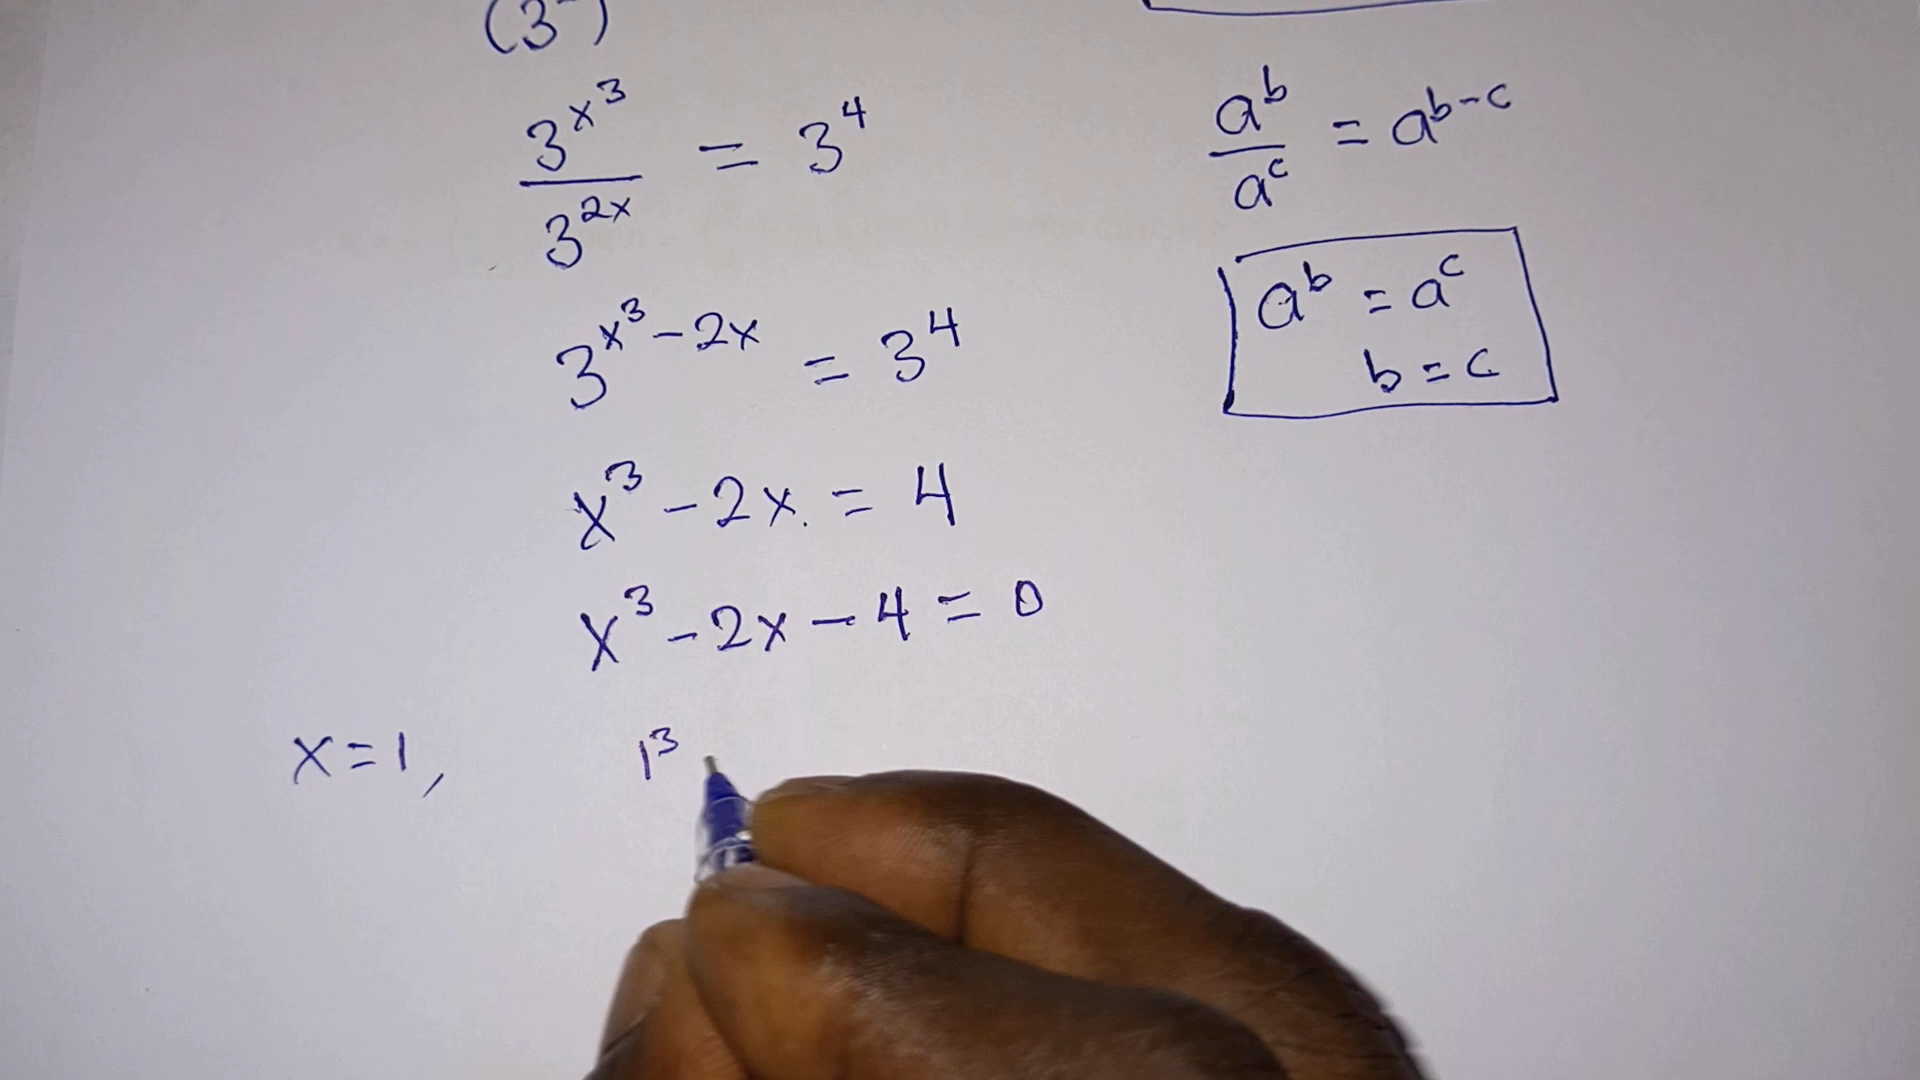 (3
3^x^3 / 3^2x = 3^4
3^x^3-2x = 3^4
x^3 - 2x. = 4
x^3 - 2x - 4 = 0
x = 1, 1^3
a^b / a^c = a^b-c
a^b = a^c
b = c